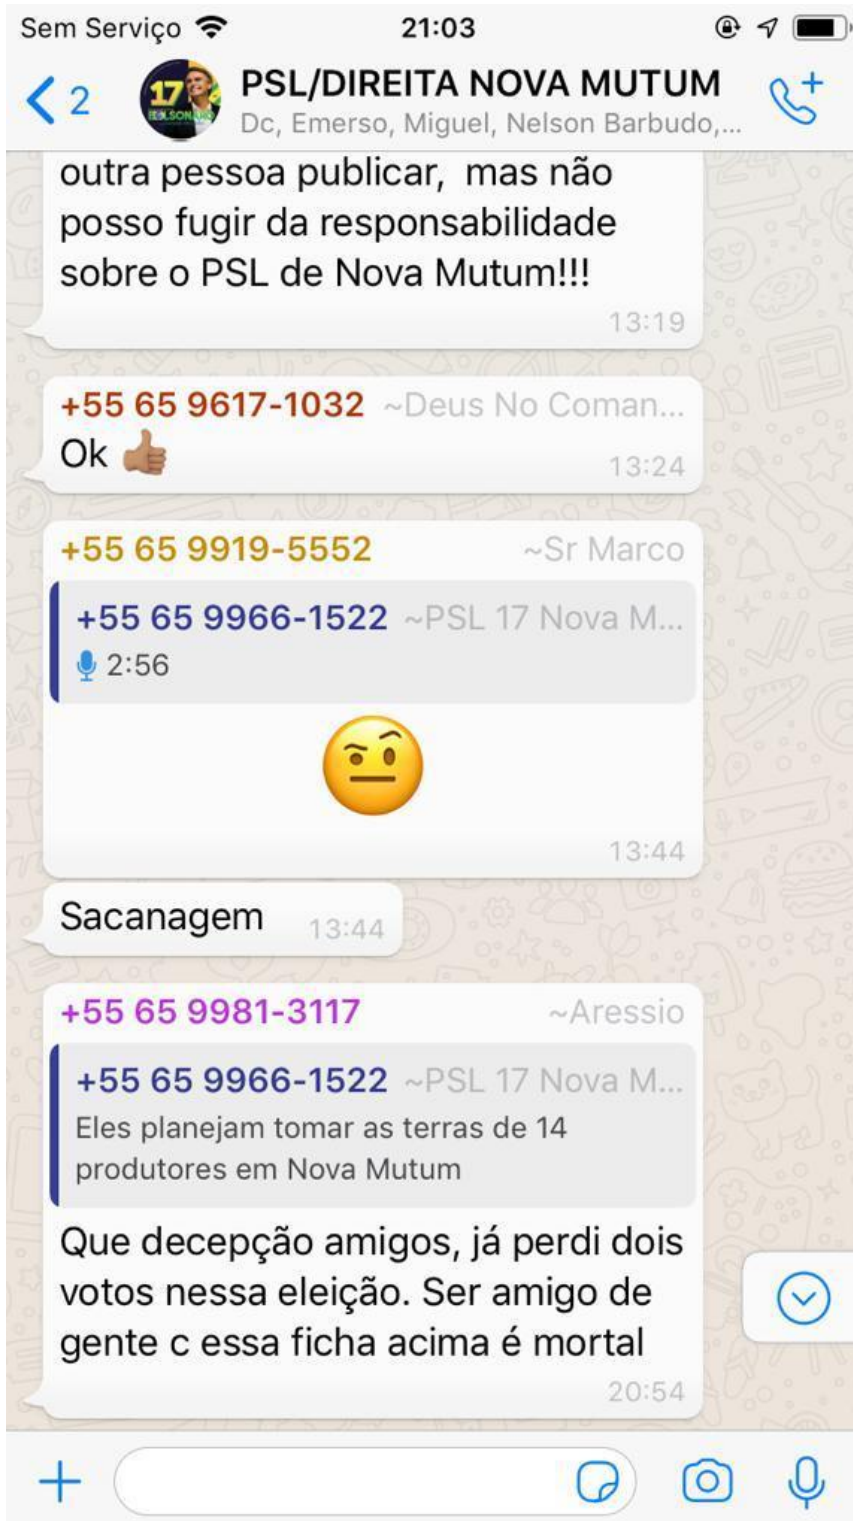 Sem Serviço 21:03
2 PSL/DIREITA NOVA MUTUM
17
BOLSONARO
Dc, Emerso, Miguel, Nelson Barbudo,...
outra pessoa publicar, mas não
posso fugir da responsabilidade
sobre o PSL de Nova Mutum!!!
13:19
+55 65 9617-1032 ~Deus No Coman...
Ok 👍🏽
13:24
+55 65 9919-5552 ~Sr Marco
+55 65 9966-1522 ~PSL 17 Nova M...
2:56
🤨
13:44
Sacanagem 13:44
+55 65 9981-3117 ~Aressio
+55 65 9966-1522 ~PSL 17 Nova M...
Eles planejam tomar as terras de 14
produtores em Nova Mutum
Que decepção amigos, já perdi dois
votos nessa eleição. Ser amigo de
gente c essa ficha acima é mortal
20:54